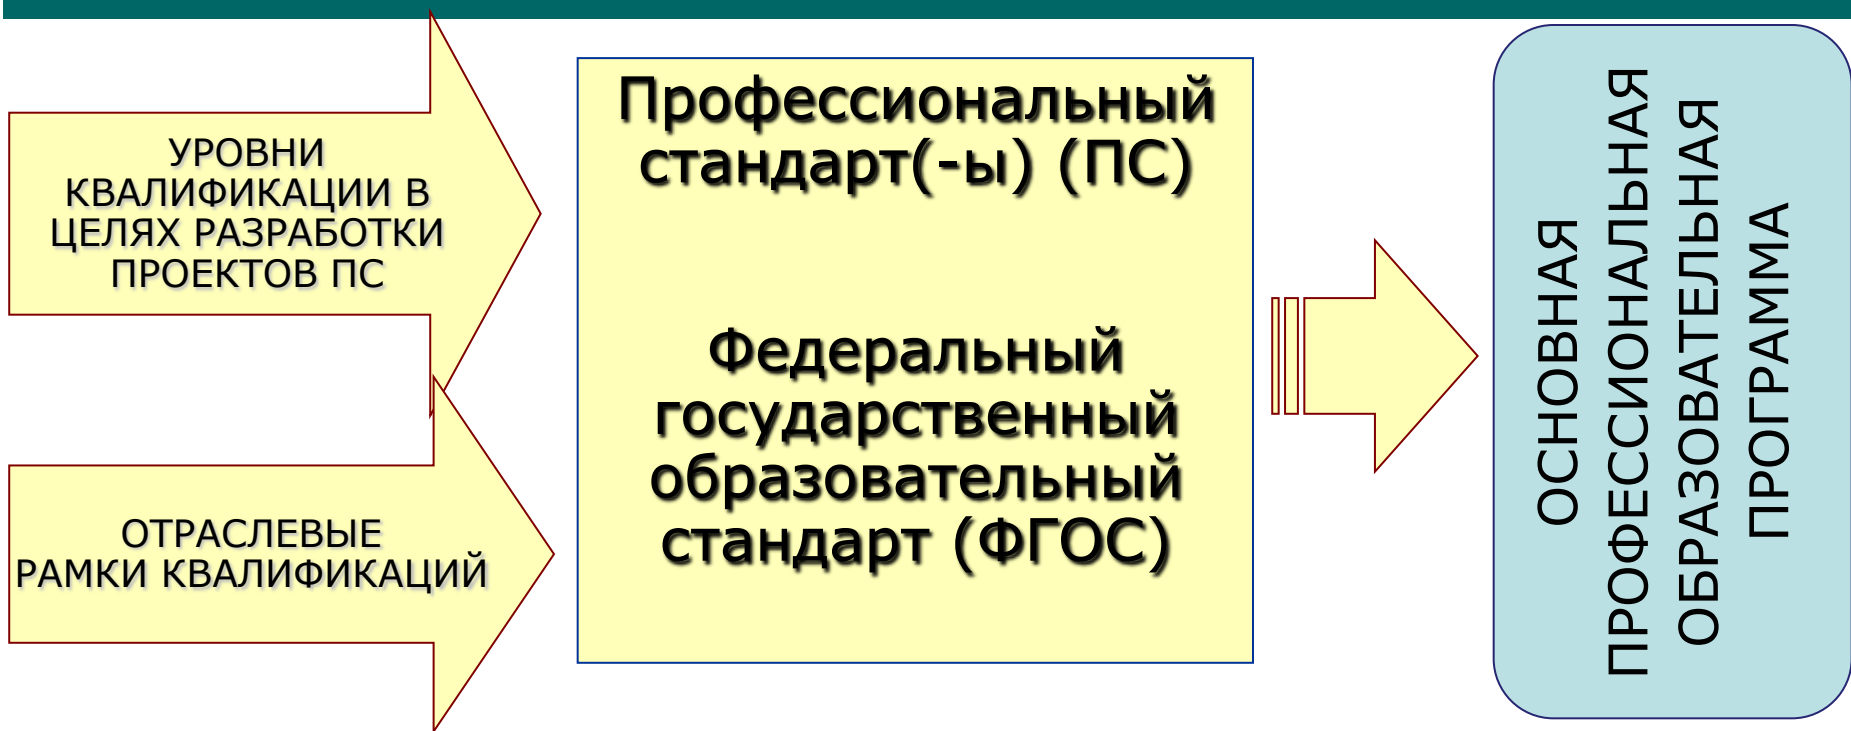 УРОВНИ
КВАЛИФИКАЦИИ В
ЦЕЛЯХ РАЗРАБОТКИ
ПРОЕКТОВ ПС
ОТРАСЛЕВЫЕ
РАМКИ КВАЛИФИКАЦИЙ
Профессиональный
стандарт(-ы) (ПС)
Федеральный
государственный
образовательный
стандарт (ФГОС)
ОСНОВНАЯ
ПРОФЕССИОНАЛЬНАЯ
ОБРАЗОВАТЕЛЬНАЯ
ПРОГРАММА